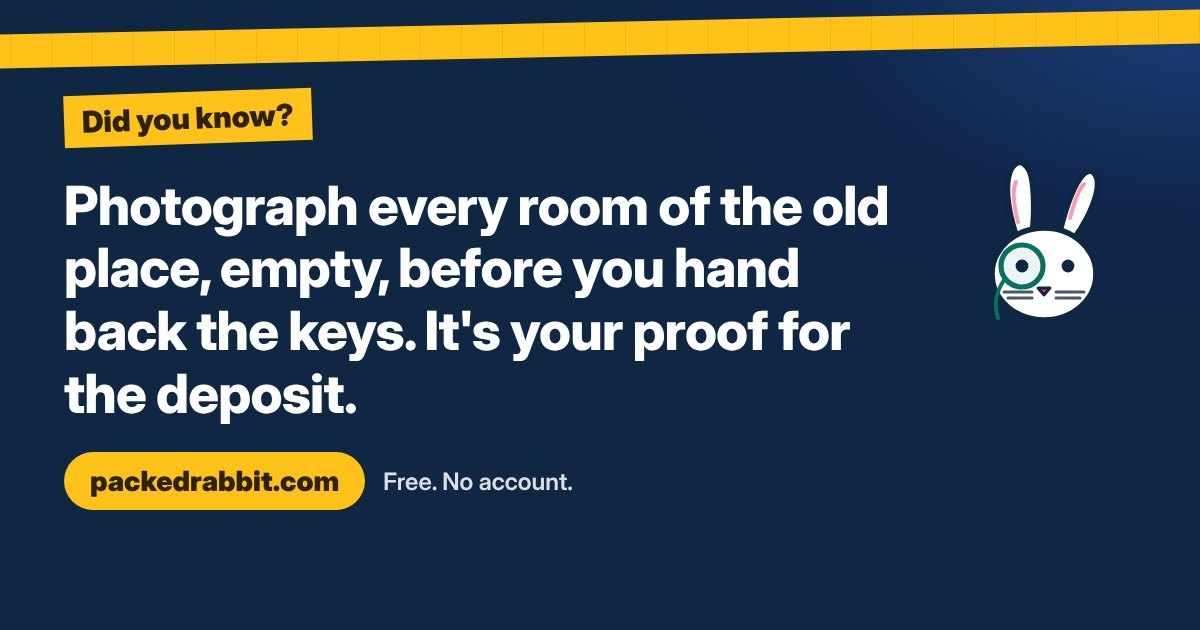 Did you know?
Photograph every room of the old
place, empty, before you hand
back the keys. It's your proof for
the deposit.
packedrabbit.com
Free. No account.